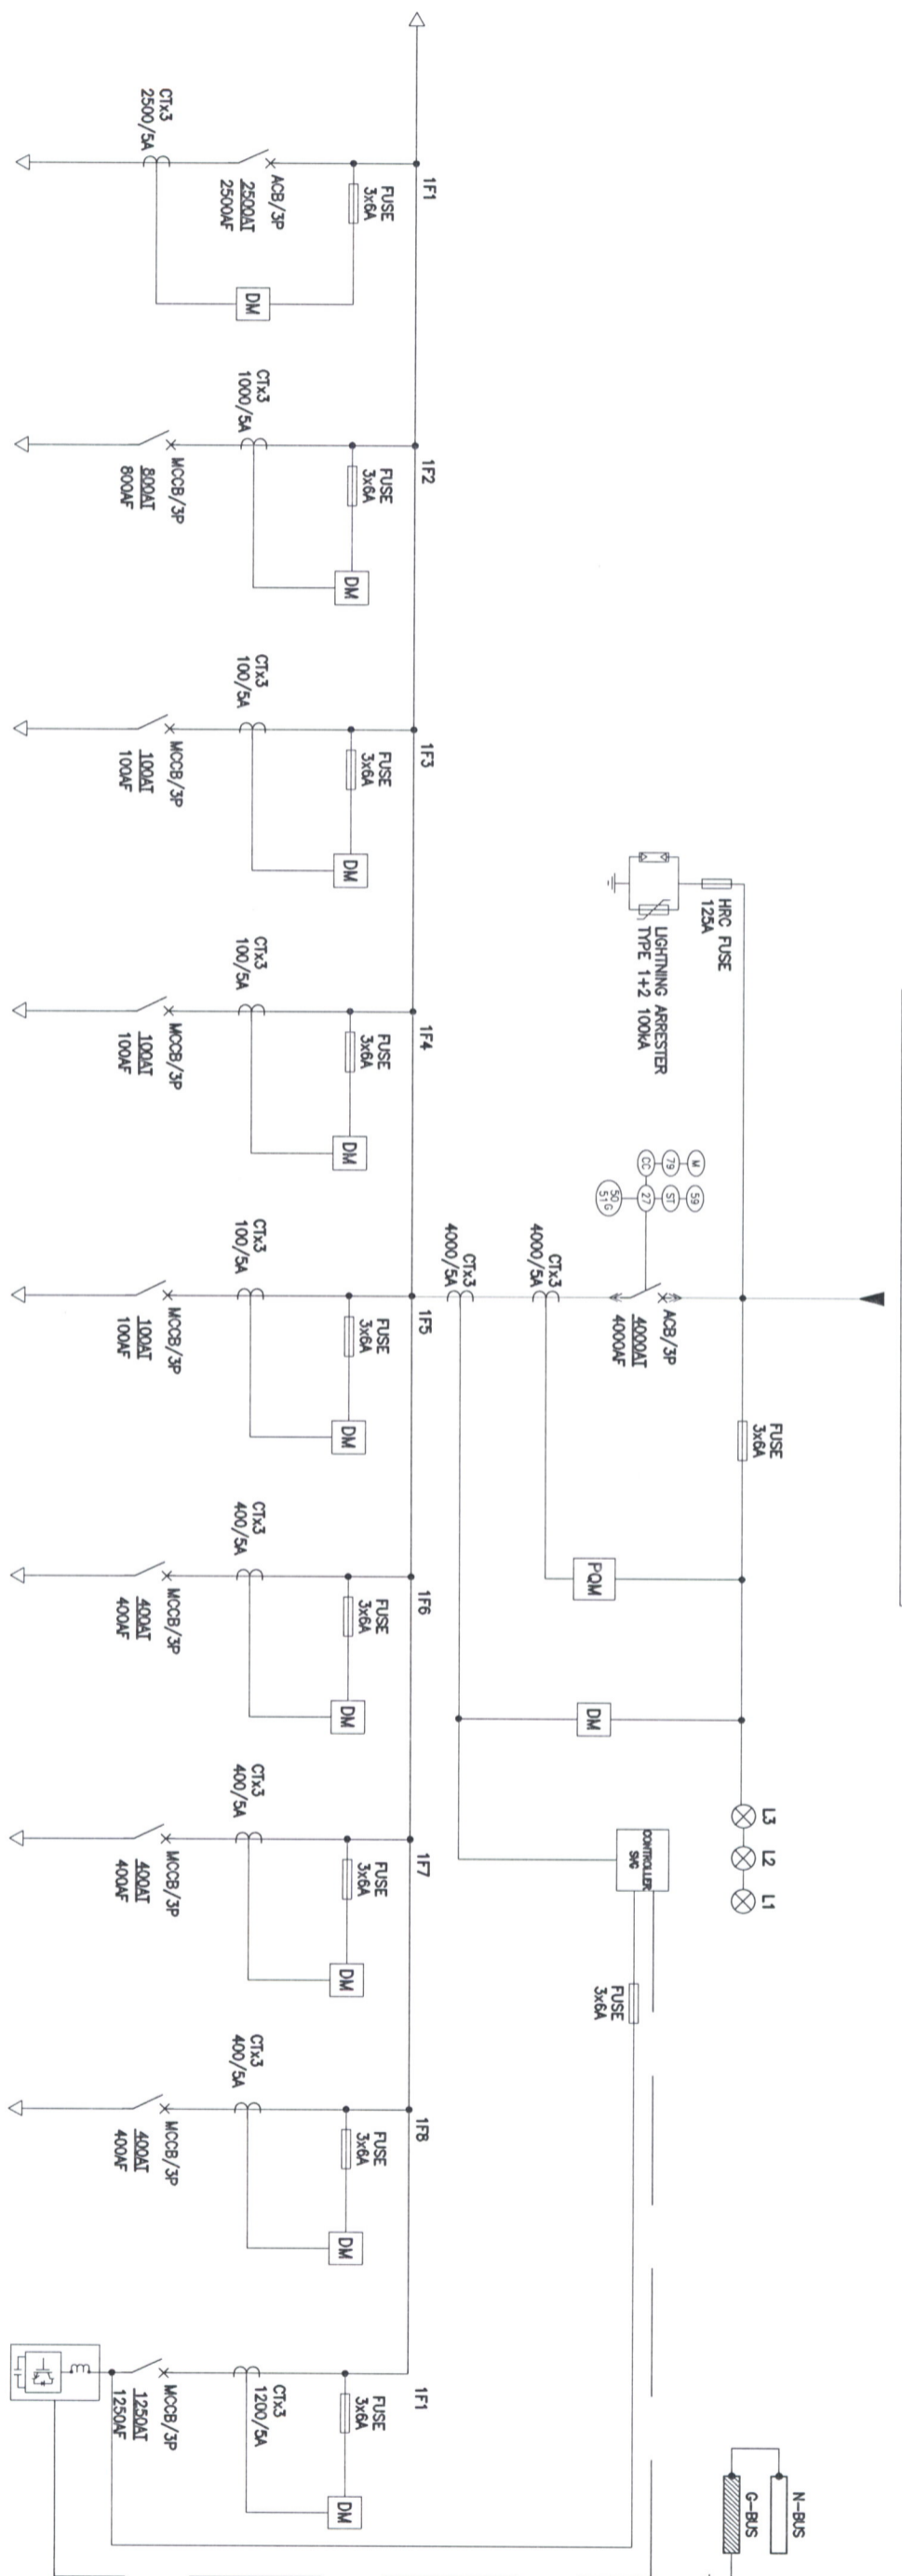 N-BUS
G-BUS
L3
L2
L1
HRC FUSE
125A
LIGHTNING ARRESTER
TYPE 1+2 100kA
M
79
CC
59
ST
27
50
51G
ACB/3P
4000AT
4000AF
CTx3
4000/5A
CTx3
4000/5A
FUSE
3x6A
PQM
DM
CONTROLLER
SVG
FUSE
3x6A
1F1
FUSE
3x6A
ACB/3P
2500AT
2500AF
CTx3
2500/5A
DM
1F2
FUSE
3x6A
CTx3
1000/5A
MCCB/3P
800AT
800AF
DM
1F3
FUSE
3x6A
CTx3
100/5A
MCCB/3P
100AT
100AF
DM
1F4
FUSE
3x6A
CTx3
100/5A
MCCB/3P
100AT
100AF
DM
1F5
FUSE
3x6A
CTx3
100/5A
MCCB/3P
100AT
100AF
DM
1F6
FUSE
3x6A
CTx3
400/5A
MCCB/3P
400AT
400AF
DM
1F7
FUSE
3x6A
CTx3
400/5A
MCCB/3P
400AT
400AF
DM
1F8
FUSE
3x6A
CTx3
400/5A
MCCB/3P
400AT
400AF
DM
1F1
FUSE
3x6A
CTx3
1200/5A
MCCB/3P
1250AT
1250AF
DM